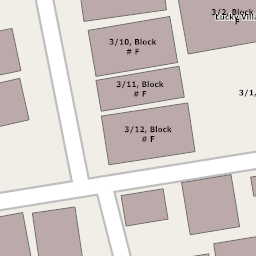 3/2, Block
F
Lucky Villa
3/10, Block
# F
3/11, Block
# F
3/1,
3/12, Block
# F